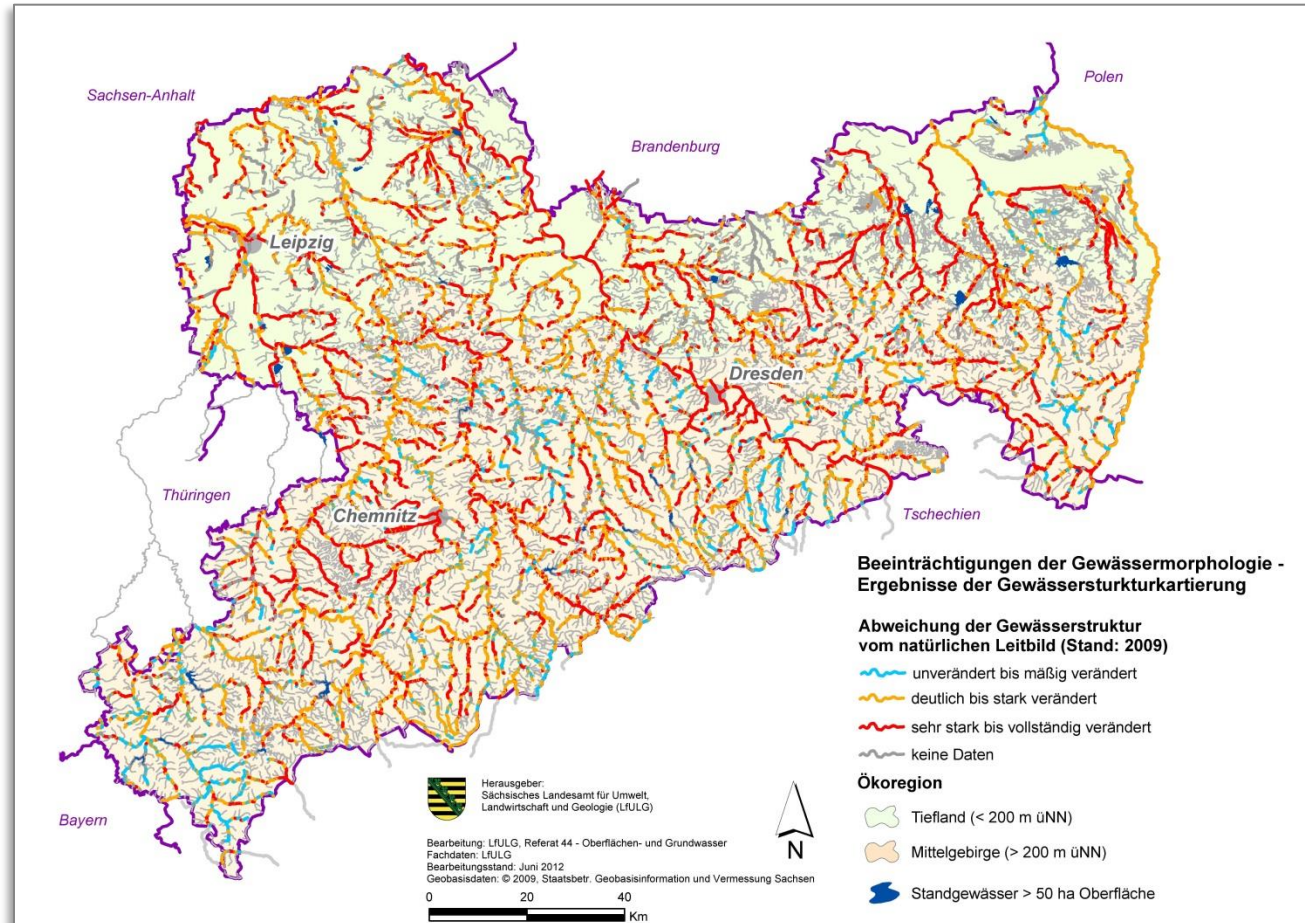 Sachsen-Anhalt
Polen
Brandenburg
Leipzig
Dresden
Thüringen
Chemnitz
Tschechien
Bayern
Beeinträchtigungen der Gewässermorphologie -
Ergebnisse der Gewässersturkturkartierung
Abweichung der Gewässerstruktur
vom natürlichen Leitbild (Stand: 2009)
unverändert bis mäßig verändert
deutlich bis stark verändert
sehr stark bis vollständig verändert
keine Daten
Ökoregion
Tiefland (< 200 m üNN)
Mittelgebirge (> 200 m üNN)
Standgewässer > 50 ha Oberfläche
Herausgeber:
Sächsisches Landesamt für Umwelt,
Landwirtschaft und Geologie (LfULG)
N
Bearbeitung: LfULG, Referat 44 - Oberflächen- und Grundwasser
Fachdaten: LfULG
Bearbeitungsstand: Juni 2012
Geobasisdaten: © 2009, Staatsbetr. Geobasisinformation und Vermessung Sachsen
0 20 40
Km